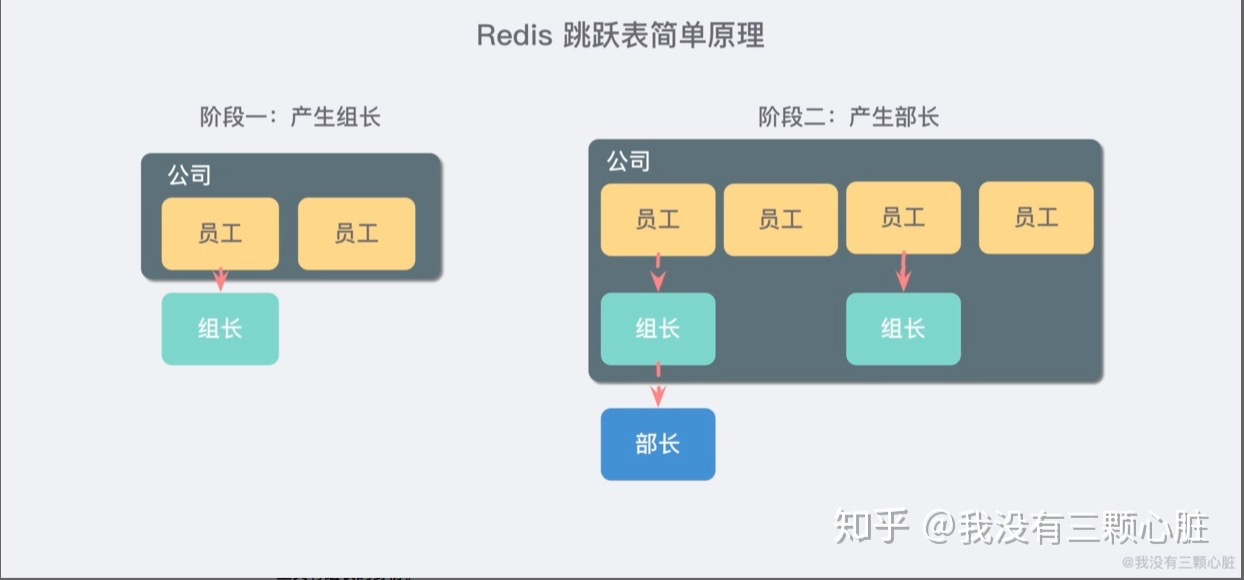 Redis 跳跃表简单原理
阶段一：产生组长
公司
员工 员工
组长
阶段二：产生部长
公司
员工 员工 员工 员工
组长 组长
部长
知乎 @我没有三颗心脏
@我没有三颗心脏